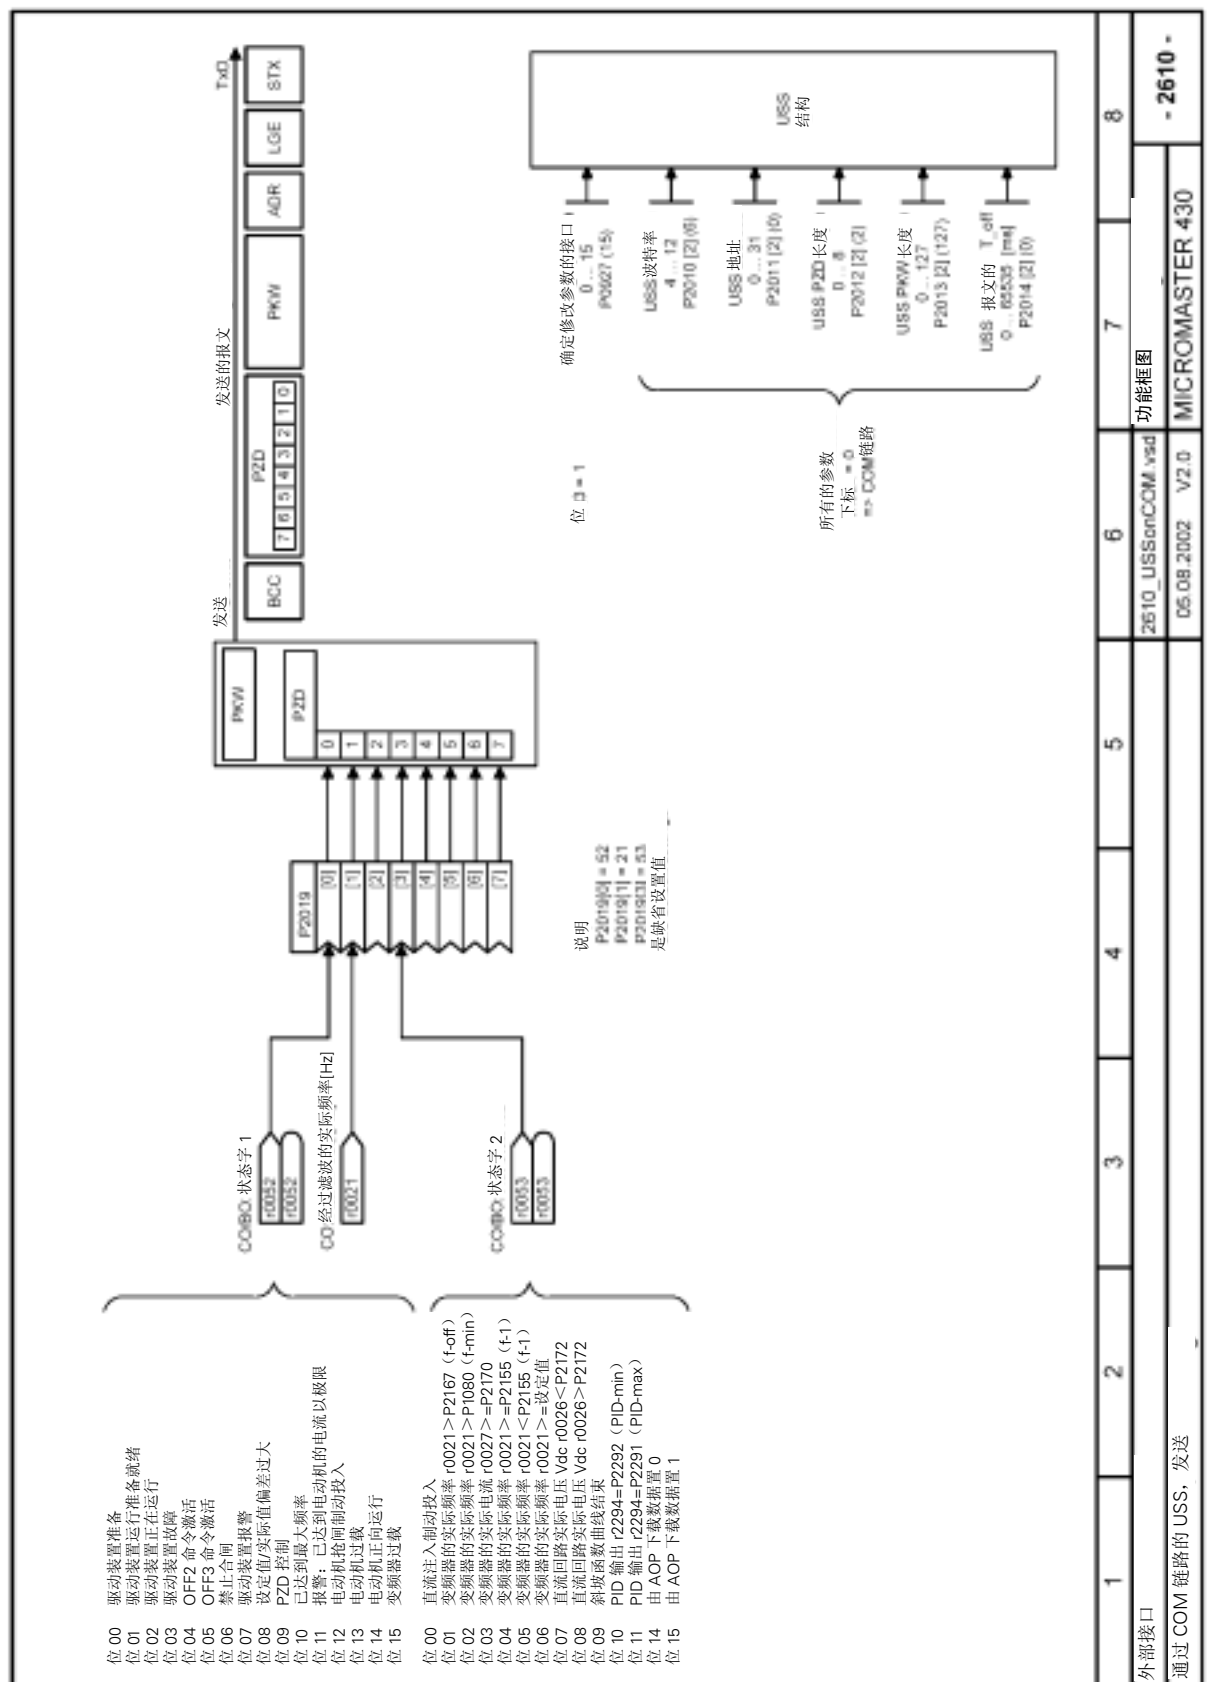 位 00 驱动装置准备
位 01 驱动装置运行准备就绪
位 02 驱动装置正在运行
位 03 驱动装置故障
位 04 OFF2 命令激活
位 05 OFF3 命令激活
位 06 禁止合闸
位 07 驱动装置报警
位 08 设定值/实际值偏差过大
位 09 PZD 控制
位 10 已达到最大频率
位 11 报警：已达到电动机的电流以极限
位 12 电动机抢闸制动投入
位 13 电动机过载
位 14 电动机正向运行
位 15 变频器过载
位 00 直流注入制动投入
位 01 变频器的实际频率 r0021＞P2167（f-off）
位 02 变频器的实际频率 r0021＞P1080（f-min）
位 03 变频器的实际电流 r0027＞=P2170
位 04 变频器的实际频率 r0021＞=P2155（f-1）
位 05 变频器的实际频率 r0021＜P2155（f-1）
位 06 变频器的实际频率 r0021＞=设定值
位 07 直流回路实际电压 Vdc r0026＜P2172
位 08 直流回路实际电压 Vdc r0026＞P2172
位 09 斜坡函数曲线结束
位 10 PID 输出 r2294=P2292（PID-min）
位 11 PID 输出 r2294=P2291（PID-max）
位 14 由 AOP 下载数据置 0
位 15 由 AOP 下载数据置 1
CO/BO:状态字 1
r0052
r0052
CO:经过滤波的实际频率[Hz]
r0021
CO/BO:状态字 2
r0053
r0053
P2019
[0]
[1]
[2]
[3]
[4]
[5]
[6]
[7]
说明
P2019[0] = 52
P2019[1] = 21
P2019[3] = 53
是缺省设置值
PKW
PZD
0
1
2
3
4
5
6
7
发送
发送的报文
TxD
BCC
PZD
7 6 5 4 3 2 1 0
PKW
ADR
LGE
STX
位 3 = 1
确定修改参数的接口
0 ... 15
P0927 (15)
USS 波特率
4 ... 12
P2010 [2] (6)
USS 地址
0 ... 31
P2011 [2] (0)
USS PZD 长度
0 ... 8
P2012 [2] (2)
USS PKW 长度
0 ... 127
P2013 [2] (127)
USS 报文的 T_off
0 ... 65535 [ms]
P2014 [2] (0)
所有的参数
下标 = 0
=> COM链路
USS
结构
1 2 3 4 5 6 7 8
外部接口
2610_USSonCOM.vsd
功能框图
- 2610 -
通过 COM 链路的 USS，发送
05.08.2002 V2.0
MICROMASTER 430